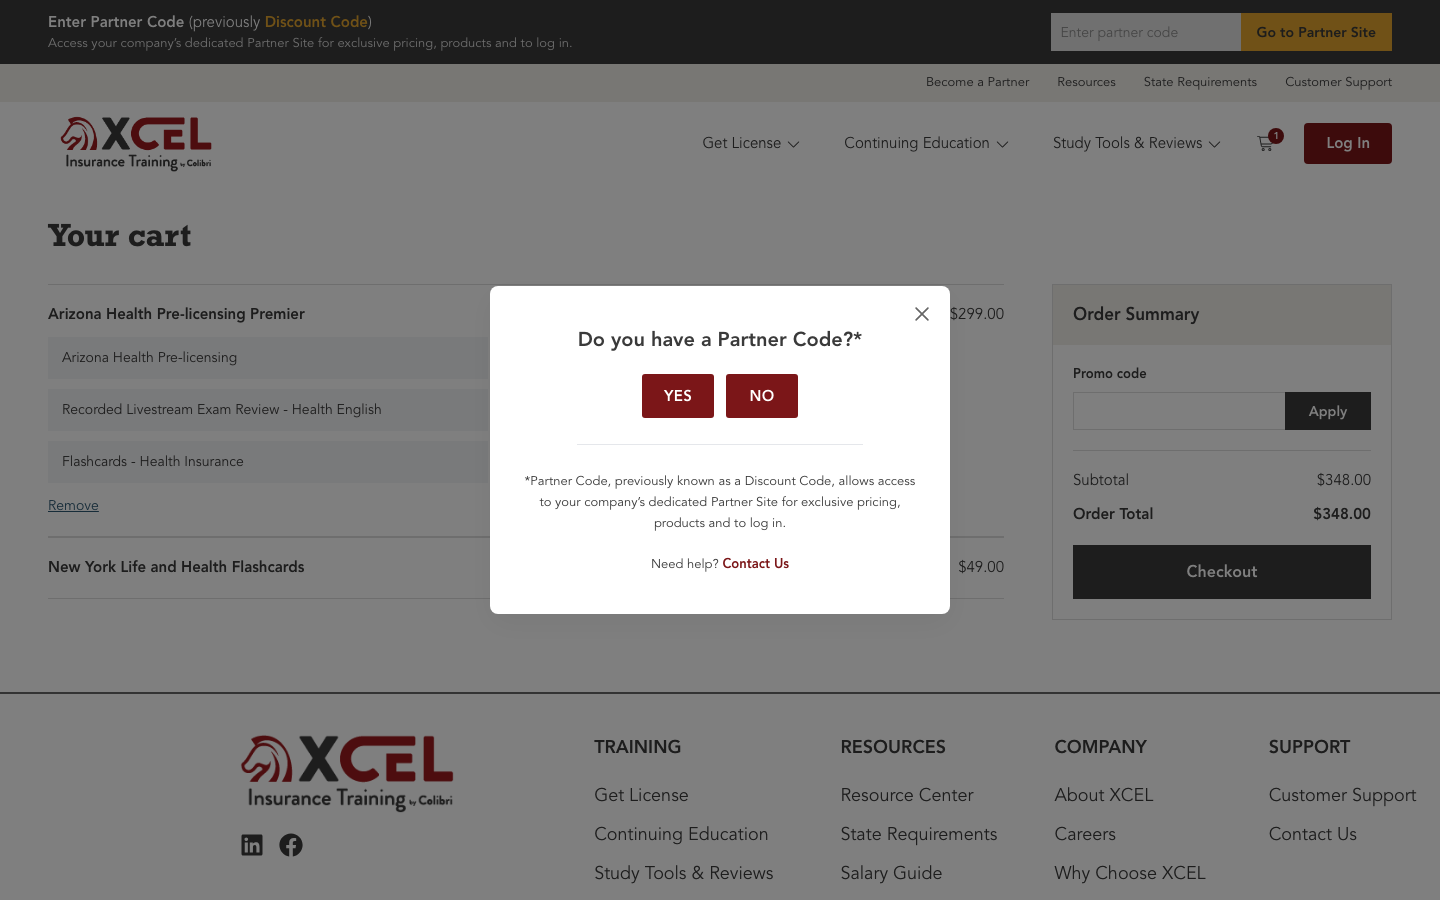 Enter Partner Code (previously Discount Code)
Access your company's dedicated Partner Site for exclusive pricing, products and to log in.
Enter partner code
Go to Partner Site
Become a Partner
Resources
State Requirements
Customer Support
XCEL
Insurance Training by Colibri
Get License
Continuing Education
Study Tools & Reviews
1
Log In
Your cart
Arizona Health Pre-licensing Premier
$299.00
Arizona Health Pre-licensing
Recorded Livestream Exam Review - Health English
Flashcards - Health Insurance
Remove
New York Life and Health Flashcards
$49.00
Order Summary
Promo code
Apply
Subtotal
$348.00
Order Total
$348.00
Checkout
Do you have a Partner Code?*
YES
NO
*Partner Code, previously known as a Discount Code, allows access
to your company's dedicated Partner Site for exclusive pricing,
products and to log in.
Need help? Contact Us
XCEL
Insurance Training by Colibri
TRAINING
Get License
Continuing Education
Study Tools & Reviews
RESOURCES
Resource Center
State Requirements
Salary Guide
COMPANY
About XCEL
Careers
Why Choose XCEL
SUPPORT
Customer Support
Contact Us